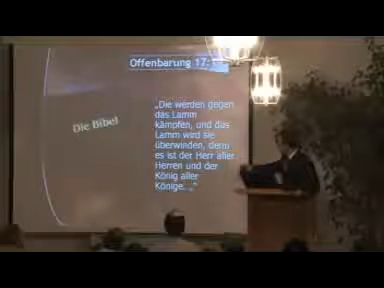 Offenbarung 17:
Die Bibel
„Die werden gegen
das Lamm
kämpfen, und das
Lamm wird sie
überwinden, denn
es ist der Herr aller
Herren und der
König aller
Könige...“